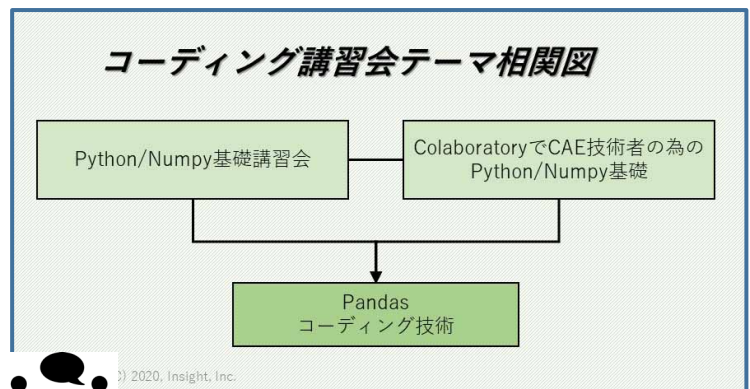 コーディング講習会テーマ相関図
Python/Numpy基礎講習会
ColaboratoryでCAE技術者の為の
Python/Numpy基礎
Pandas
コーディング技術
) 2020, Insight, Inc.